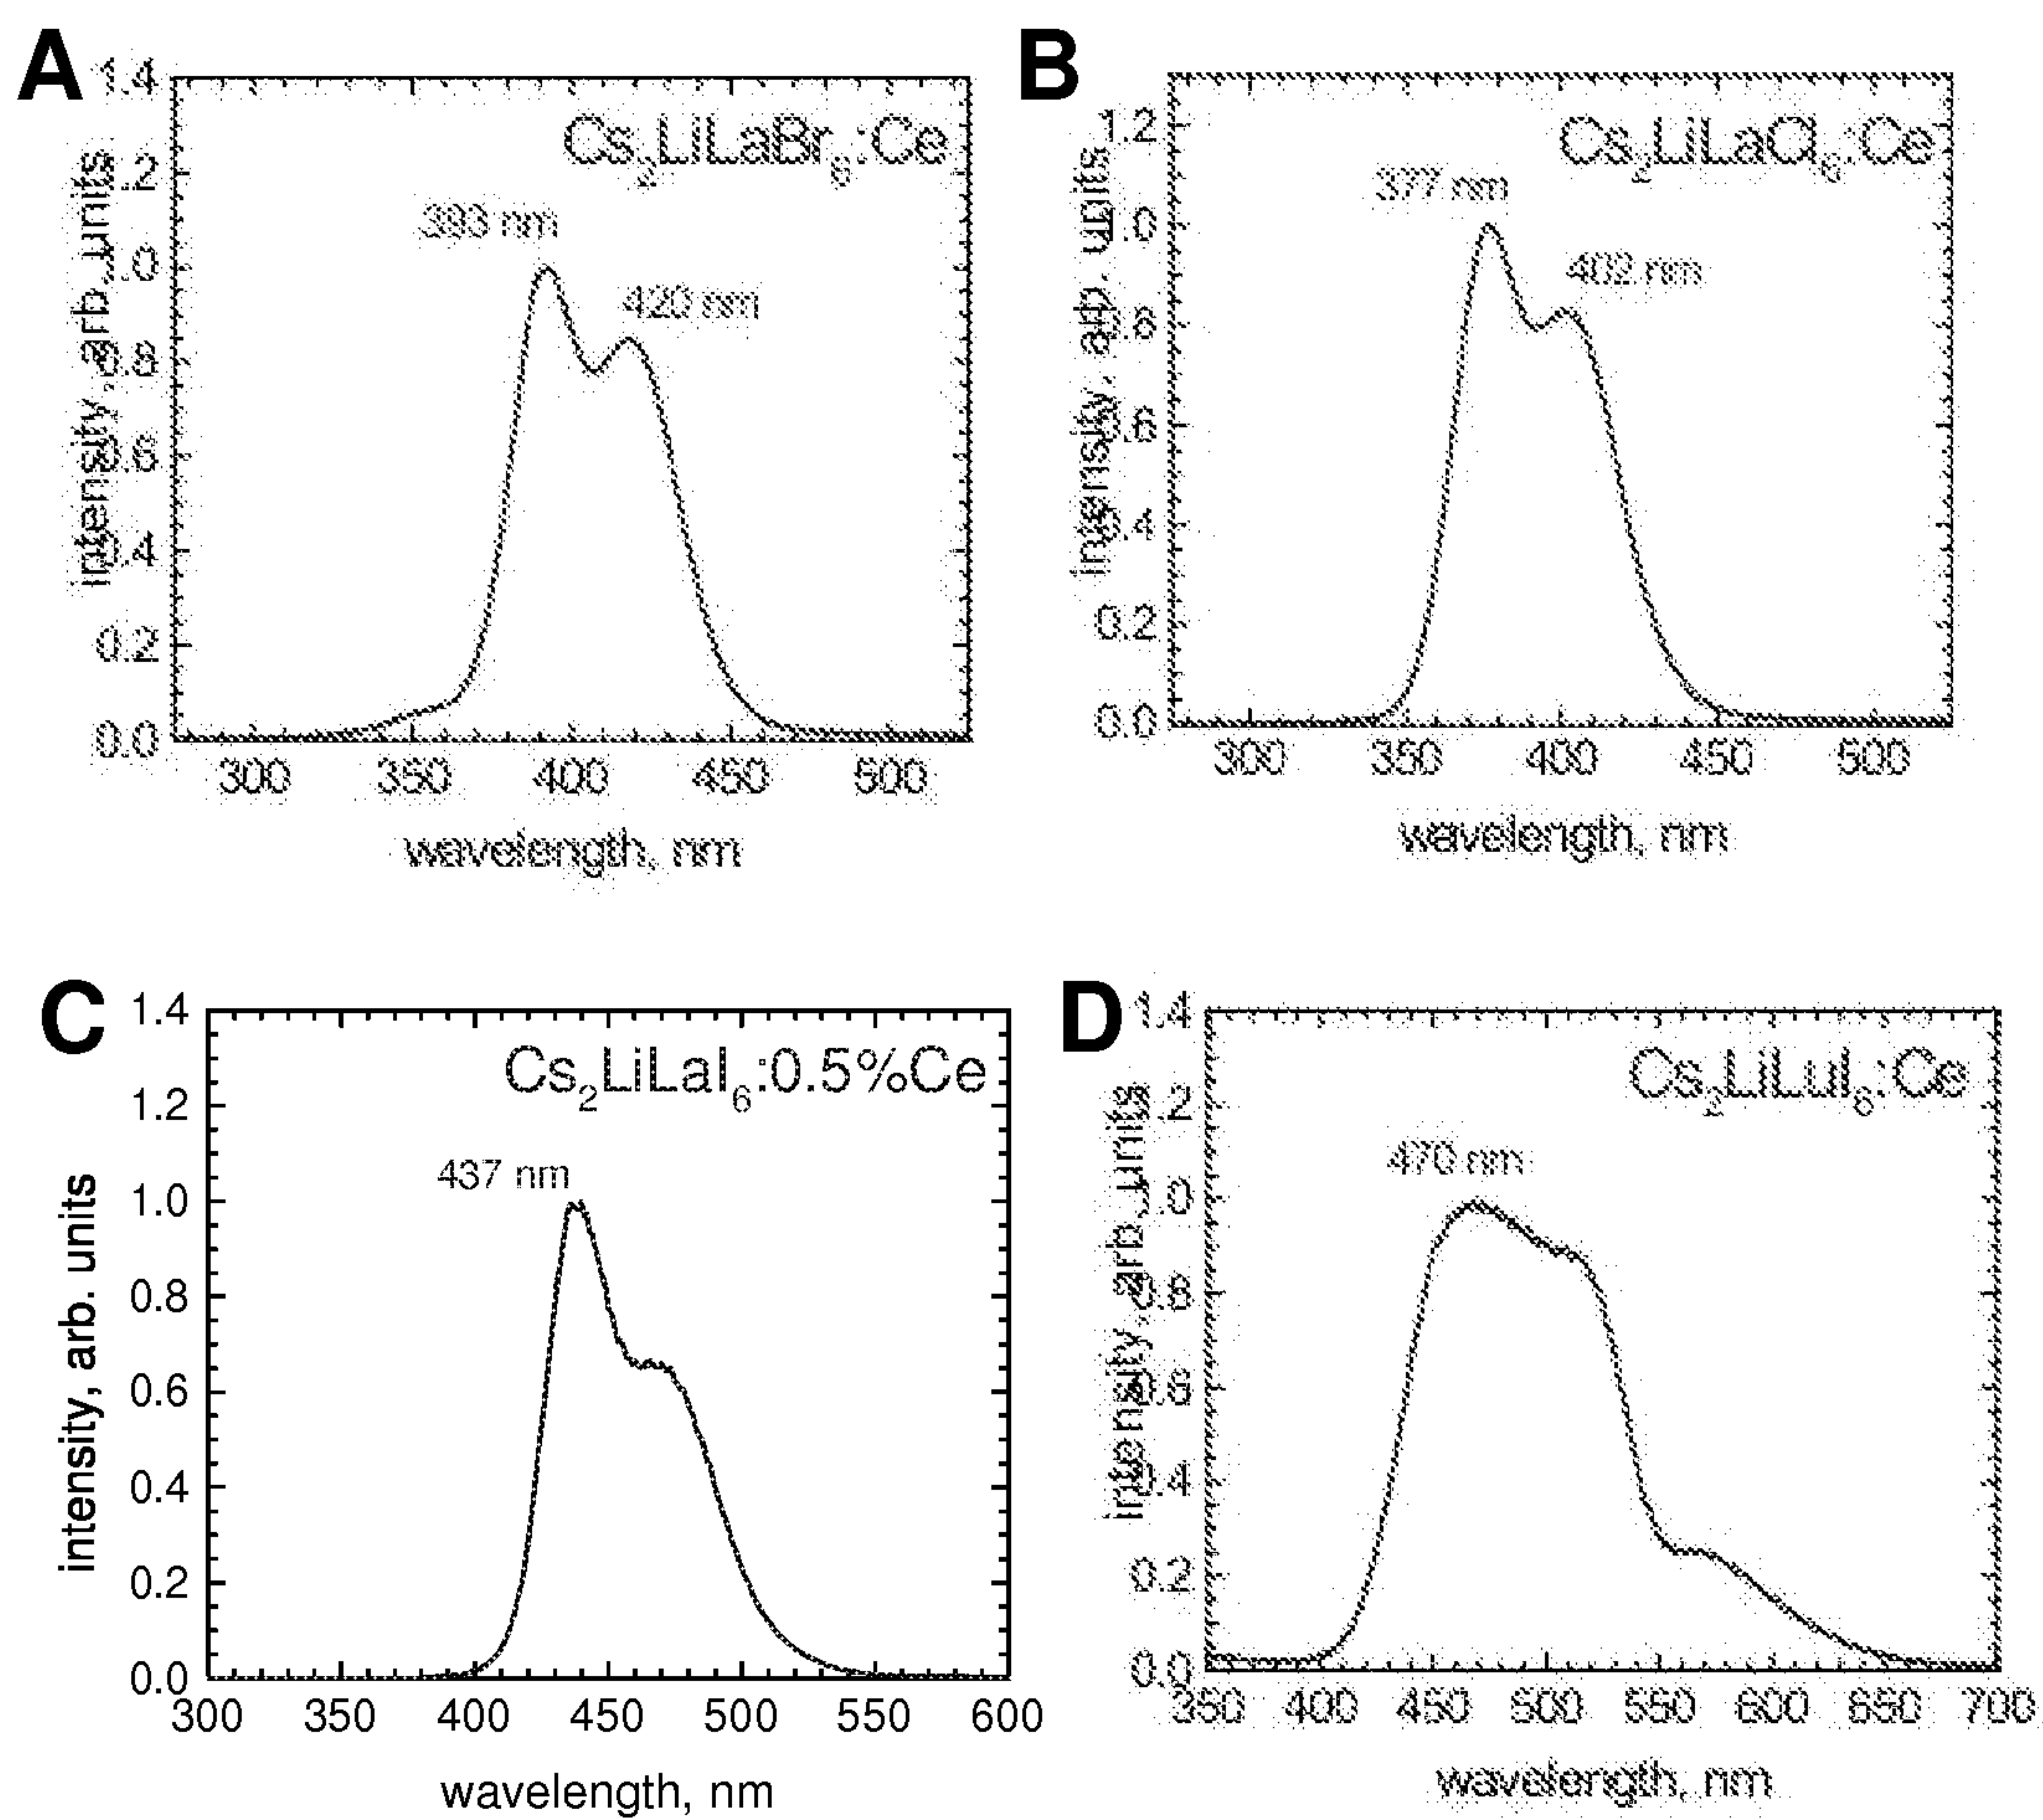 A
Cs2LiLaBr6:Ce
393 nm
420 nm
intensity, arb. units
1.4
1.2
1.0
0.8
0.6
0.4
0.2
0.0
300 350 400 450 500
wavelength, nm
B
Cs2LiLaCl6:Ce
377 nm
402 nm
intensity, arb. units
1.2
1.0
0.8
0.6
0.4
0.2
0.0
300 350 400 450 500
wavelength, nm
C
Cs2LiLaI6:0.5%Ce
437 nm
intensity, arb. units
1.4
1.2
1.0
0.8
0.6
0.4
0.2
0.0
300 350 400 450 500 550 600
wavelength, nm
D
Cs2LiLuI6:Ce
470 nm
intensity, arb. units
1.4
1.2
1.0
0.8
0.6
0.4
0.2
0.0
350 400 450 500 550 600 650 700
wavelength, nm